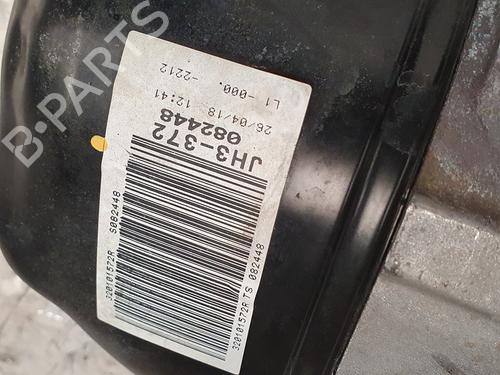 B-PARTS
L1 -000. -2212
26/04/18 12:41
JH3-372
082448
320101572R S082448
320101572R TS 082448